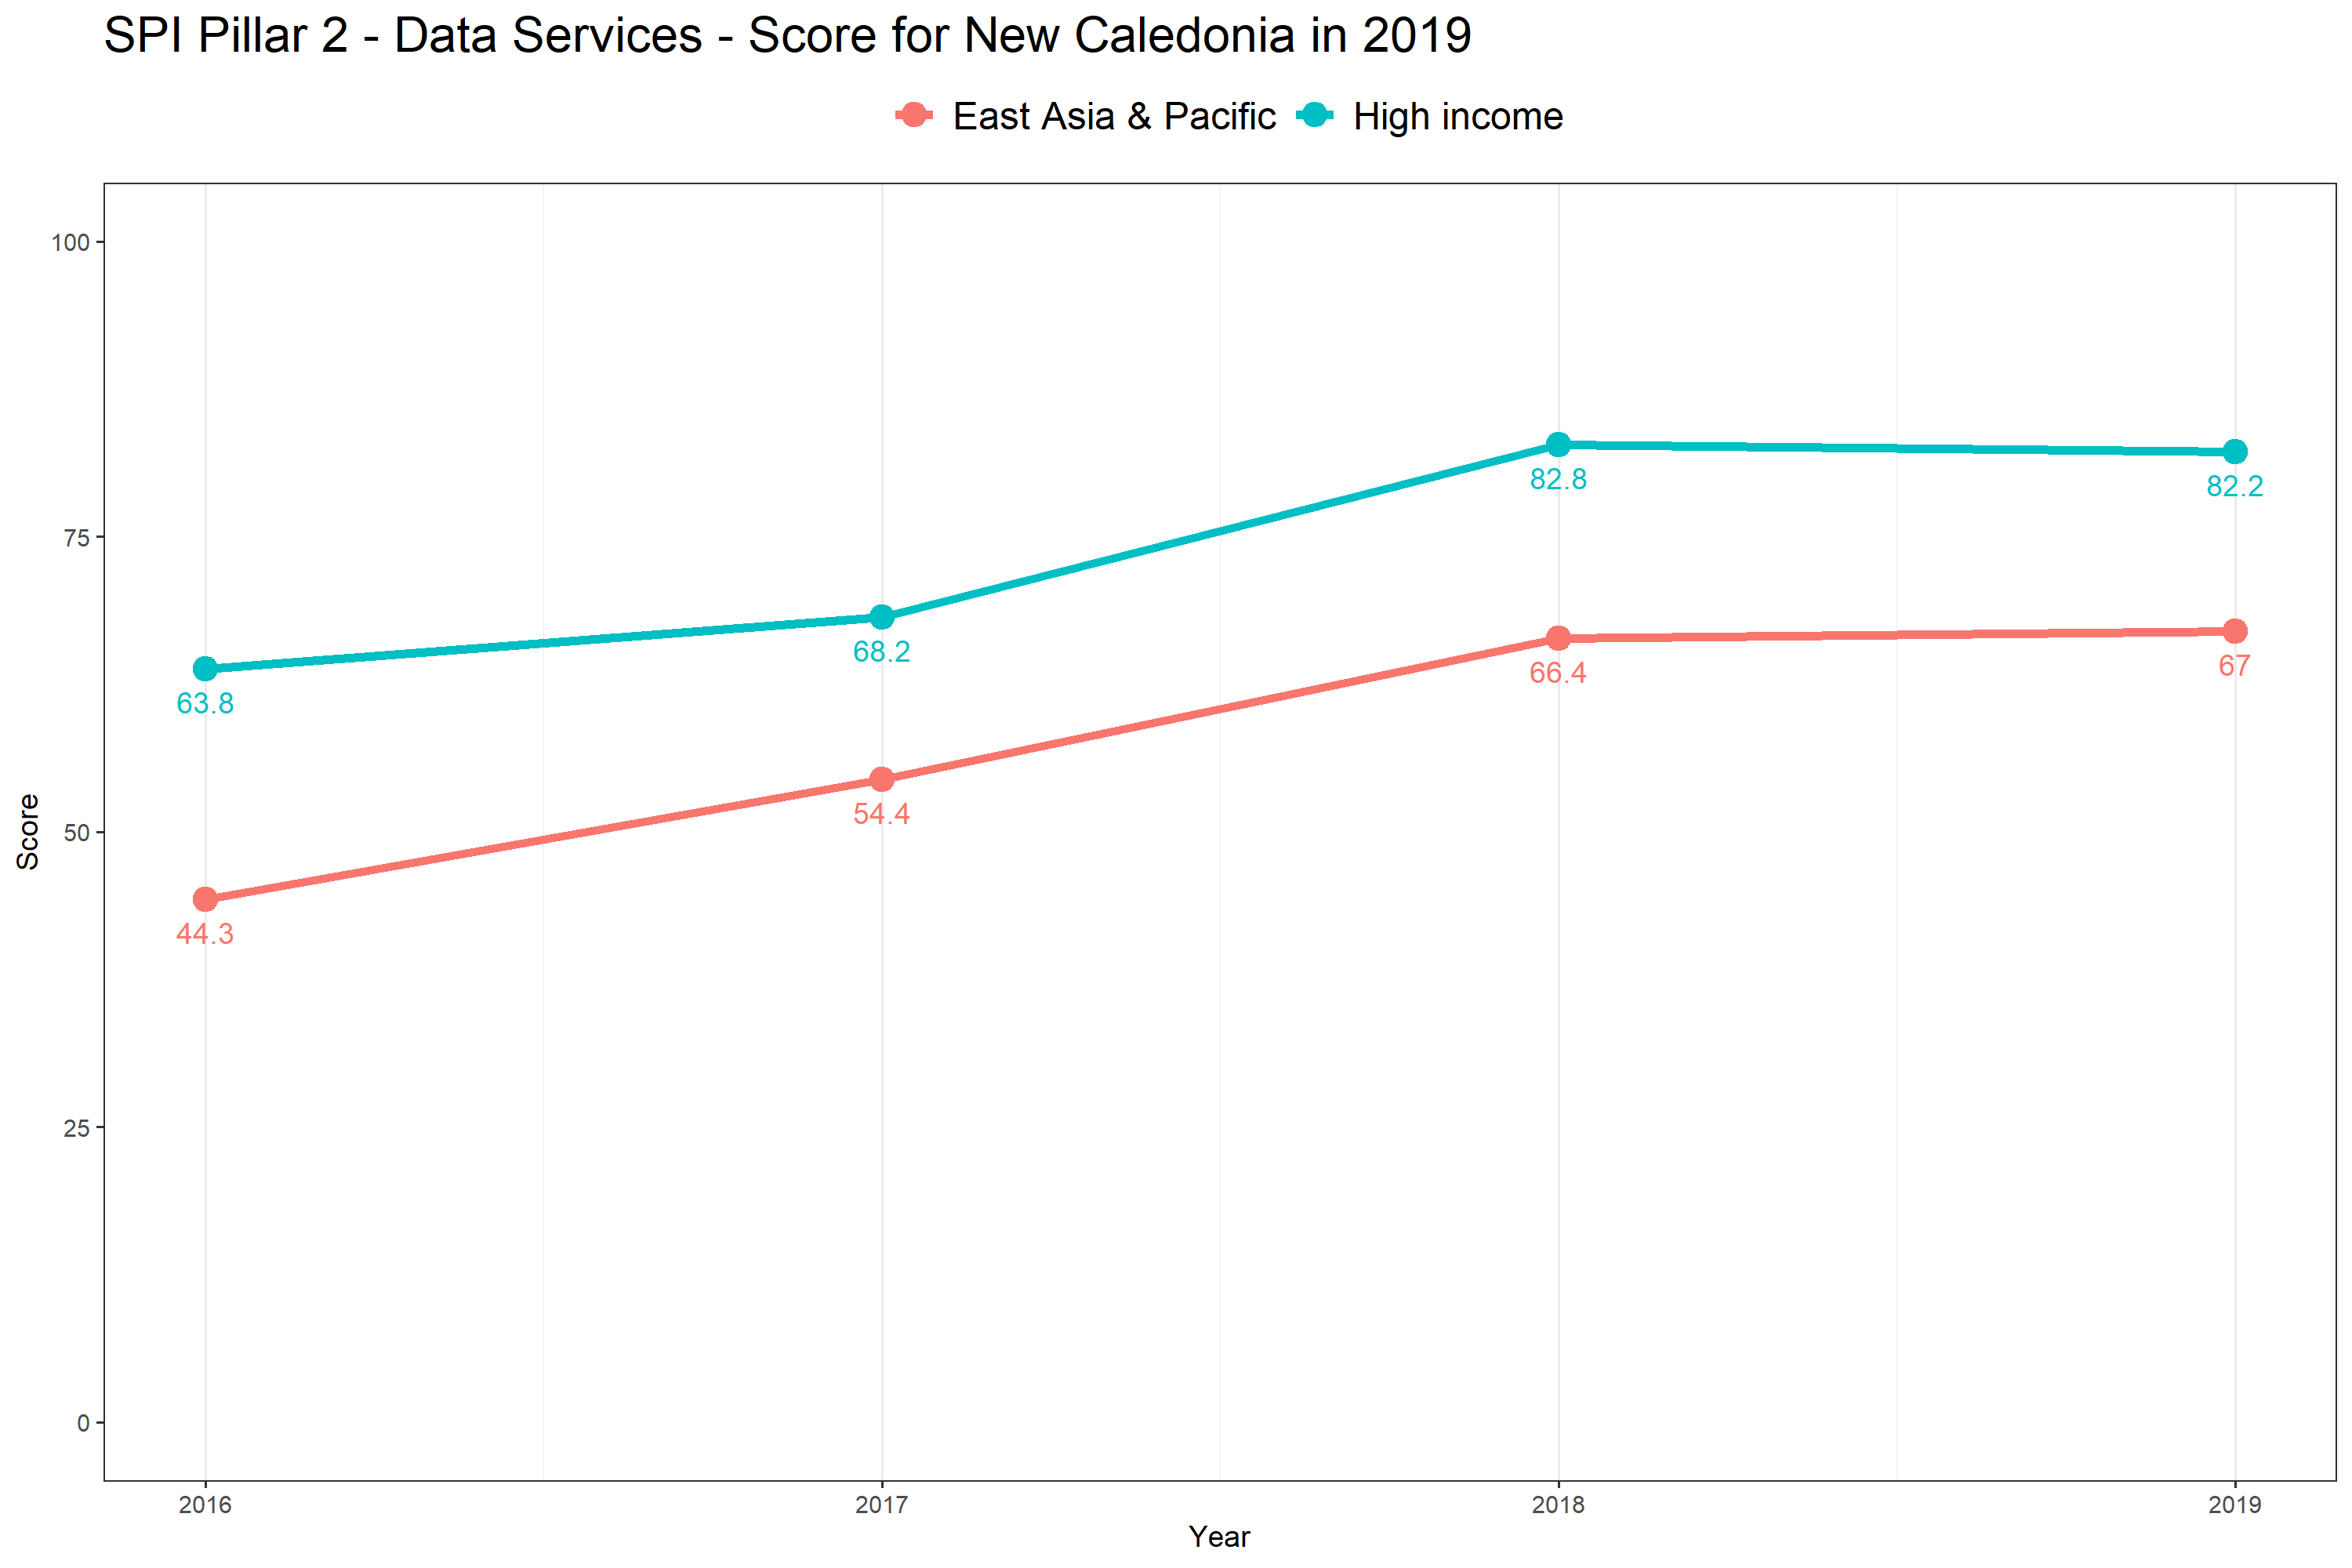 SPI Pillar 2 - Data Services - Score for New Caledonia in 2019
East Asia & Pacific High income
100
75
50
25
0
Score
63.8
68.2
82.8
82.2
44.3
54.4
66.4
67
2016 2017 2018 2019
Year